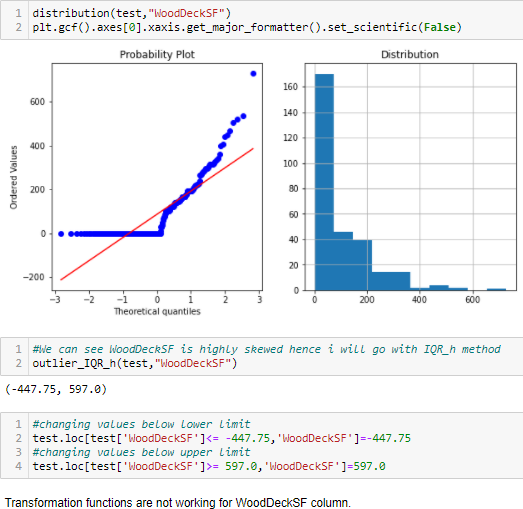 1 distribution(test,"WoodDeckSF")
2 plt.gcf().axes[0].xaxis.get_major_formatter().set_scientific(False)
Probability Plot
Ordered Values
600
400
200
0
−200
−3 −2 −1 0 1 2 3
Theoretical quantiles
Distribution
160
140
120
100
80
60
40
20
0
0 200 400 600
1 #We can see WoodDeckSF is highly skewed hence i will go with IQR_h method
2 outlier_IQR_h(test,"WoodDeckSF")
(-447.75, 597.0)
1 #changing values below lower limit
2 test.loc[test['WoodDeckSF']<= -447.75,'WoodDeckSF']=-447.75
3 #changing values below upper limit
4 test.loc[test['WoodDeckSF']>= 597.0,'WoodDeckSF']=597.0
Transformation functions are not working for WoodDeckSF column.